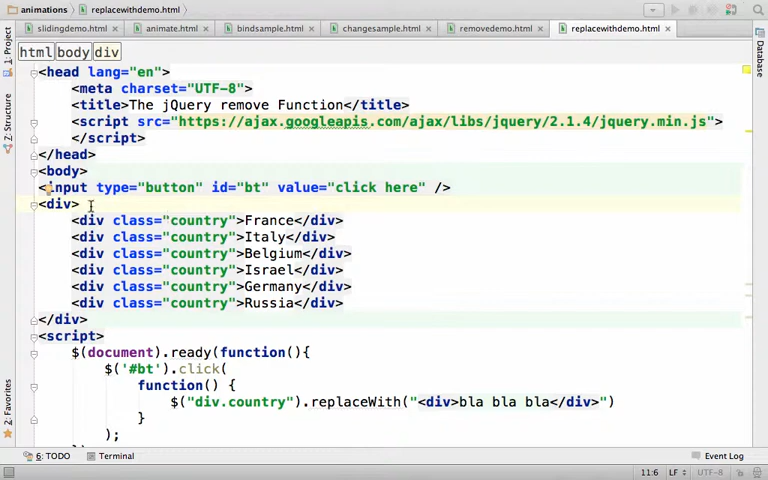 animations replacewithdemo.html
slidingdemo.html animate.html bindsample.html changesample.html removedemo.html replacewithdemo.html
html body div
<head lang="en">
<meta charset="UTF-8">
<title>The jQuery remove Function</title>
<script src="https://ajax.googleapis.com/ajax/libs/jquery/2.1.4/jquery.min.js">
</script>
</head>
<body>
<input type="button" id="bt" value="click here" />
<div>
<div class="country">France</div>
<div class="country">Italy</div>
<div class="country">Belgium</div>
<div class="country">Israel</div>
<div class="country">Germany</div>
<div class="country">Russia</div>
</div>
<script>
$(document).ready(function(){
$('#bt').click(
function() {
$("div.country").replaceWith("<div>bla bla bla</div>")
}
);
1: Project
7: Structure
2: Favorites
Database
6: TODO Terminal Event Log
11:6 LF UTF-8